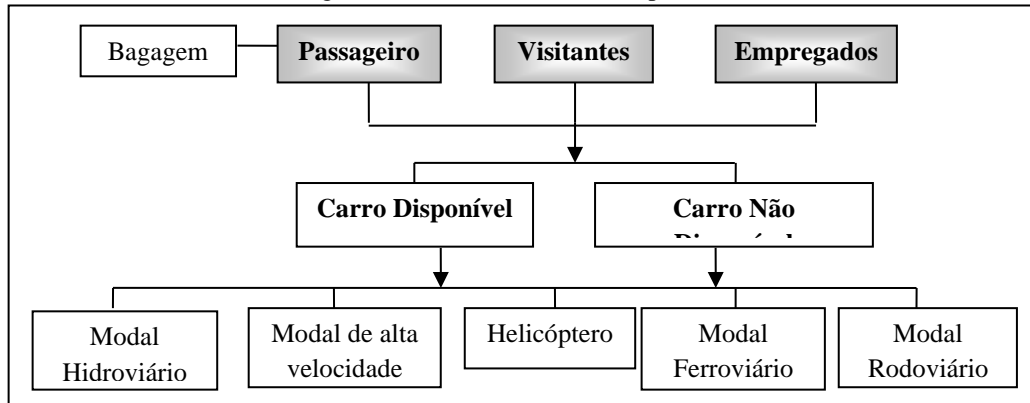 Bagagem
Passageiro
Visitantes
Empregados
Carro Disponível
Carro Não
Modal
Hidroviário
Modal de alta
velocidade
Helicóptero
Modal
Ferroviário
Modal
Rodoviário